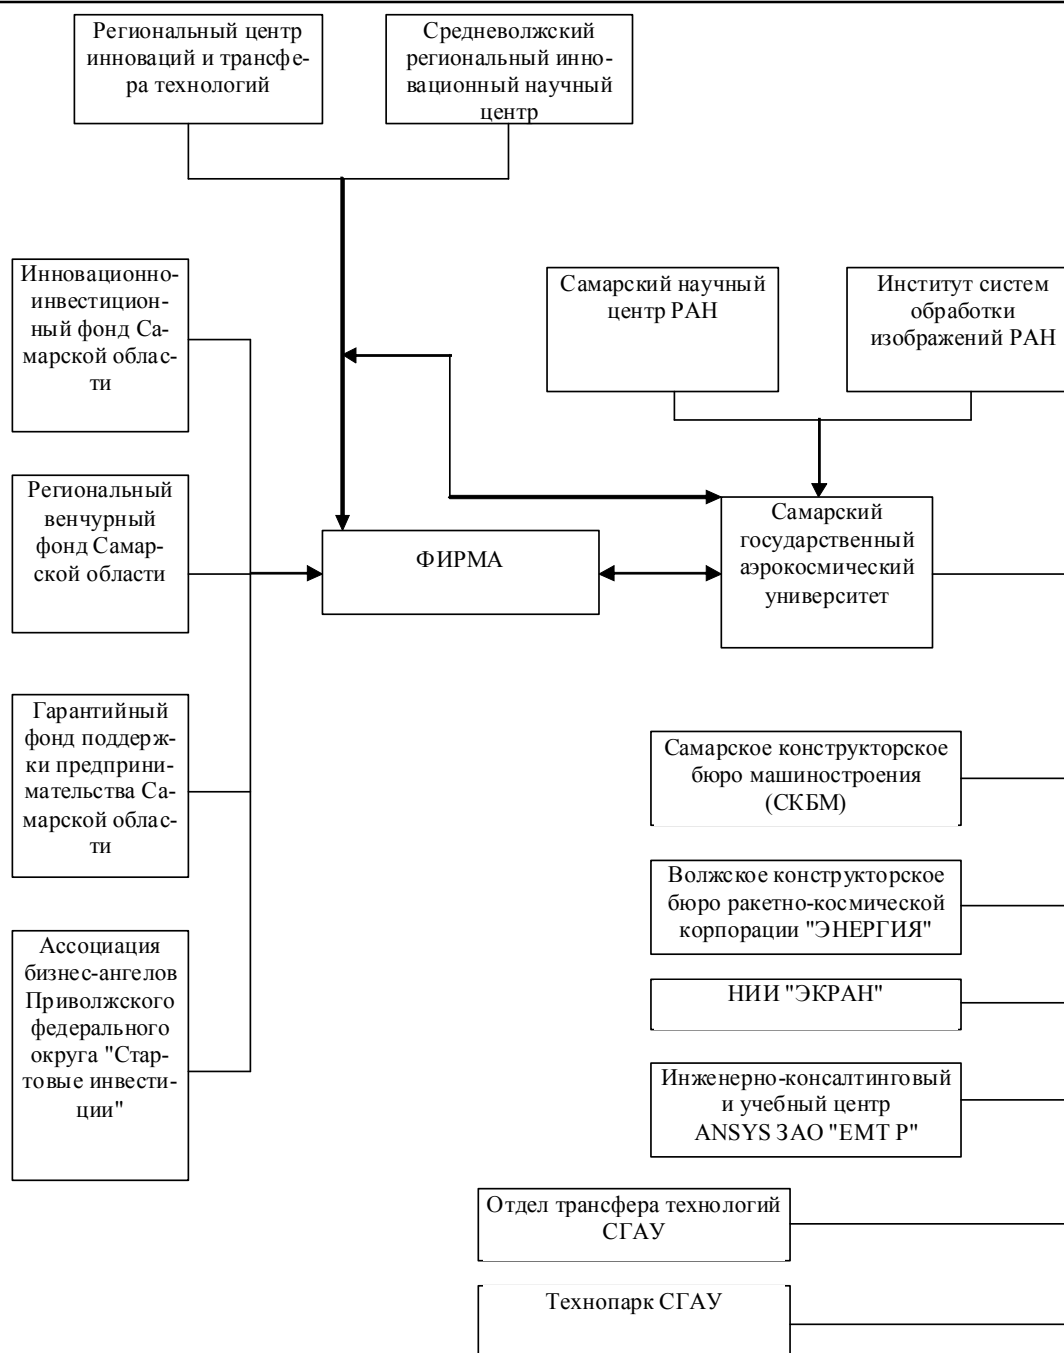 Региональный центр
инноваций и трансфе-
ра технологий
Средневолжский
региональный инно-
вационный научный
центр
Инновационно-
инвестицион-
ный фонд Са-
марской облас-
ти
Самарский научный
центр РАН
Институт систем
обработки
изображений РАН
Региональный
венчурный
фонд Самар-
ской области
ФИРМА
Самарский
государственный
аэрокосмический
университет
Гарантийный
фонд поддерж-
ки предприни-
мательства Са-
марской облас-
ти
Самарское конструкторское
бюро машиностроения
(СКБМ)
Волжское конструкторское
бюро ракетно-космической
корпорации "ЭНЕРГИЯ"
Ассоциация
бизнес-ангелов
Приволжского
федерального
округа "Стар-
товые инвести-
ции"
НИИ "ЭКРАН"
Инженерно-консалтинговый
и учебный центр
ANSYS ЗАО "ЕМТ Р"
Отдел трансфера технологий
СГАУ
Технопарк СГАУ